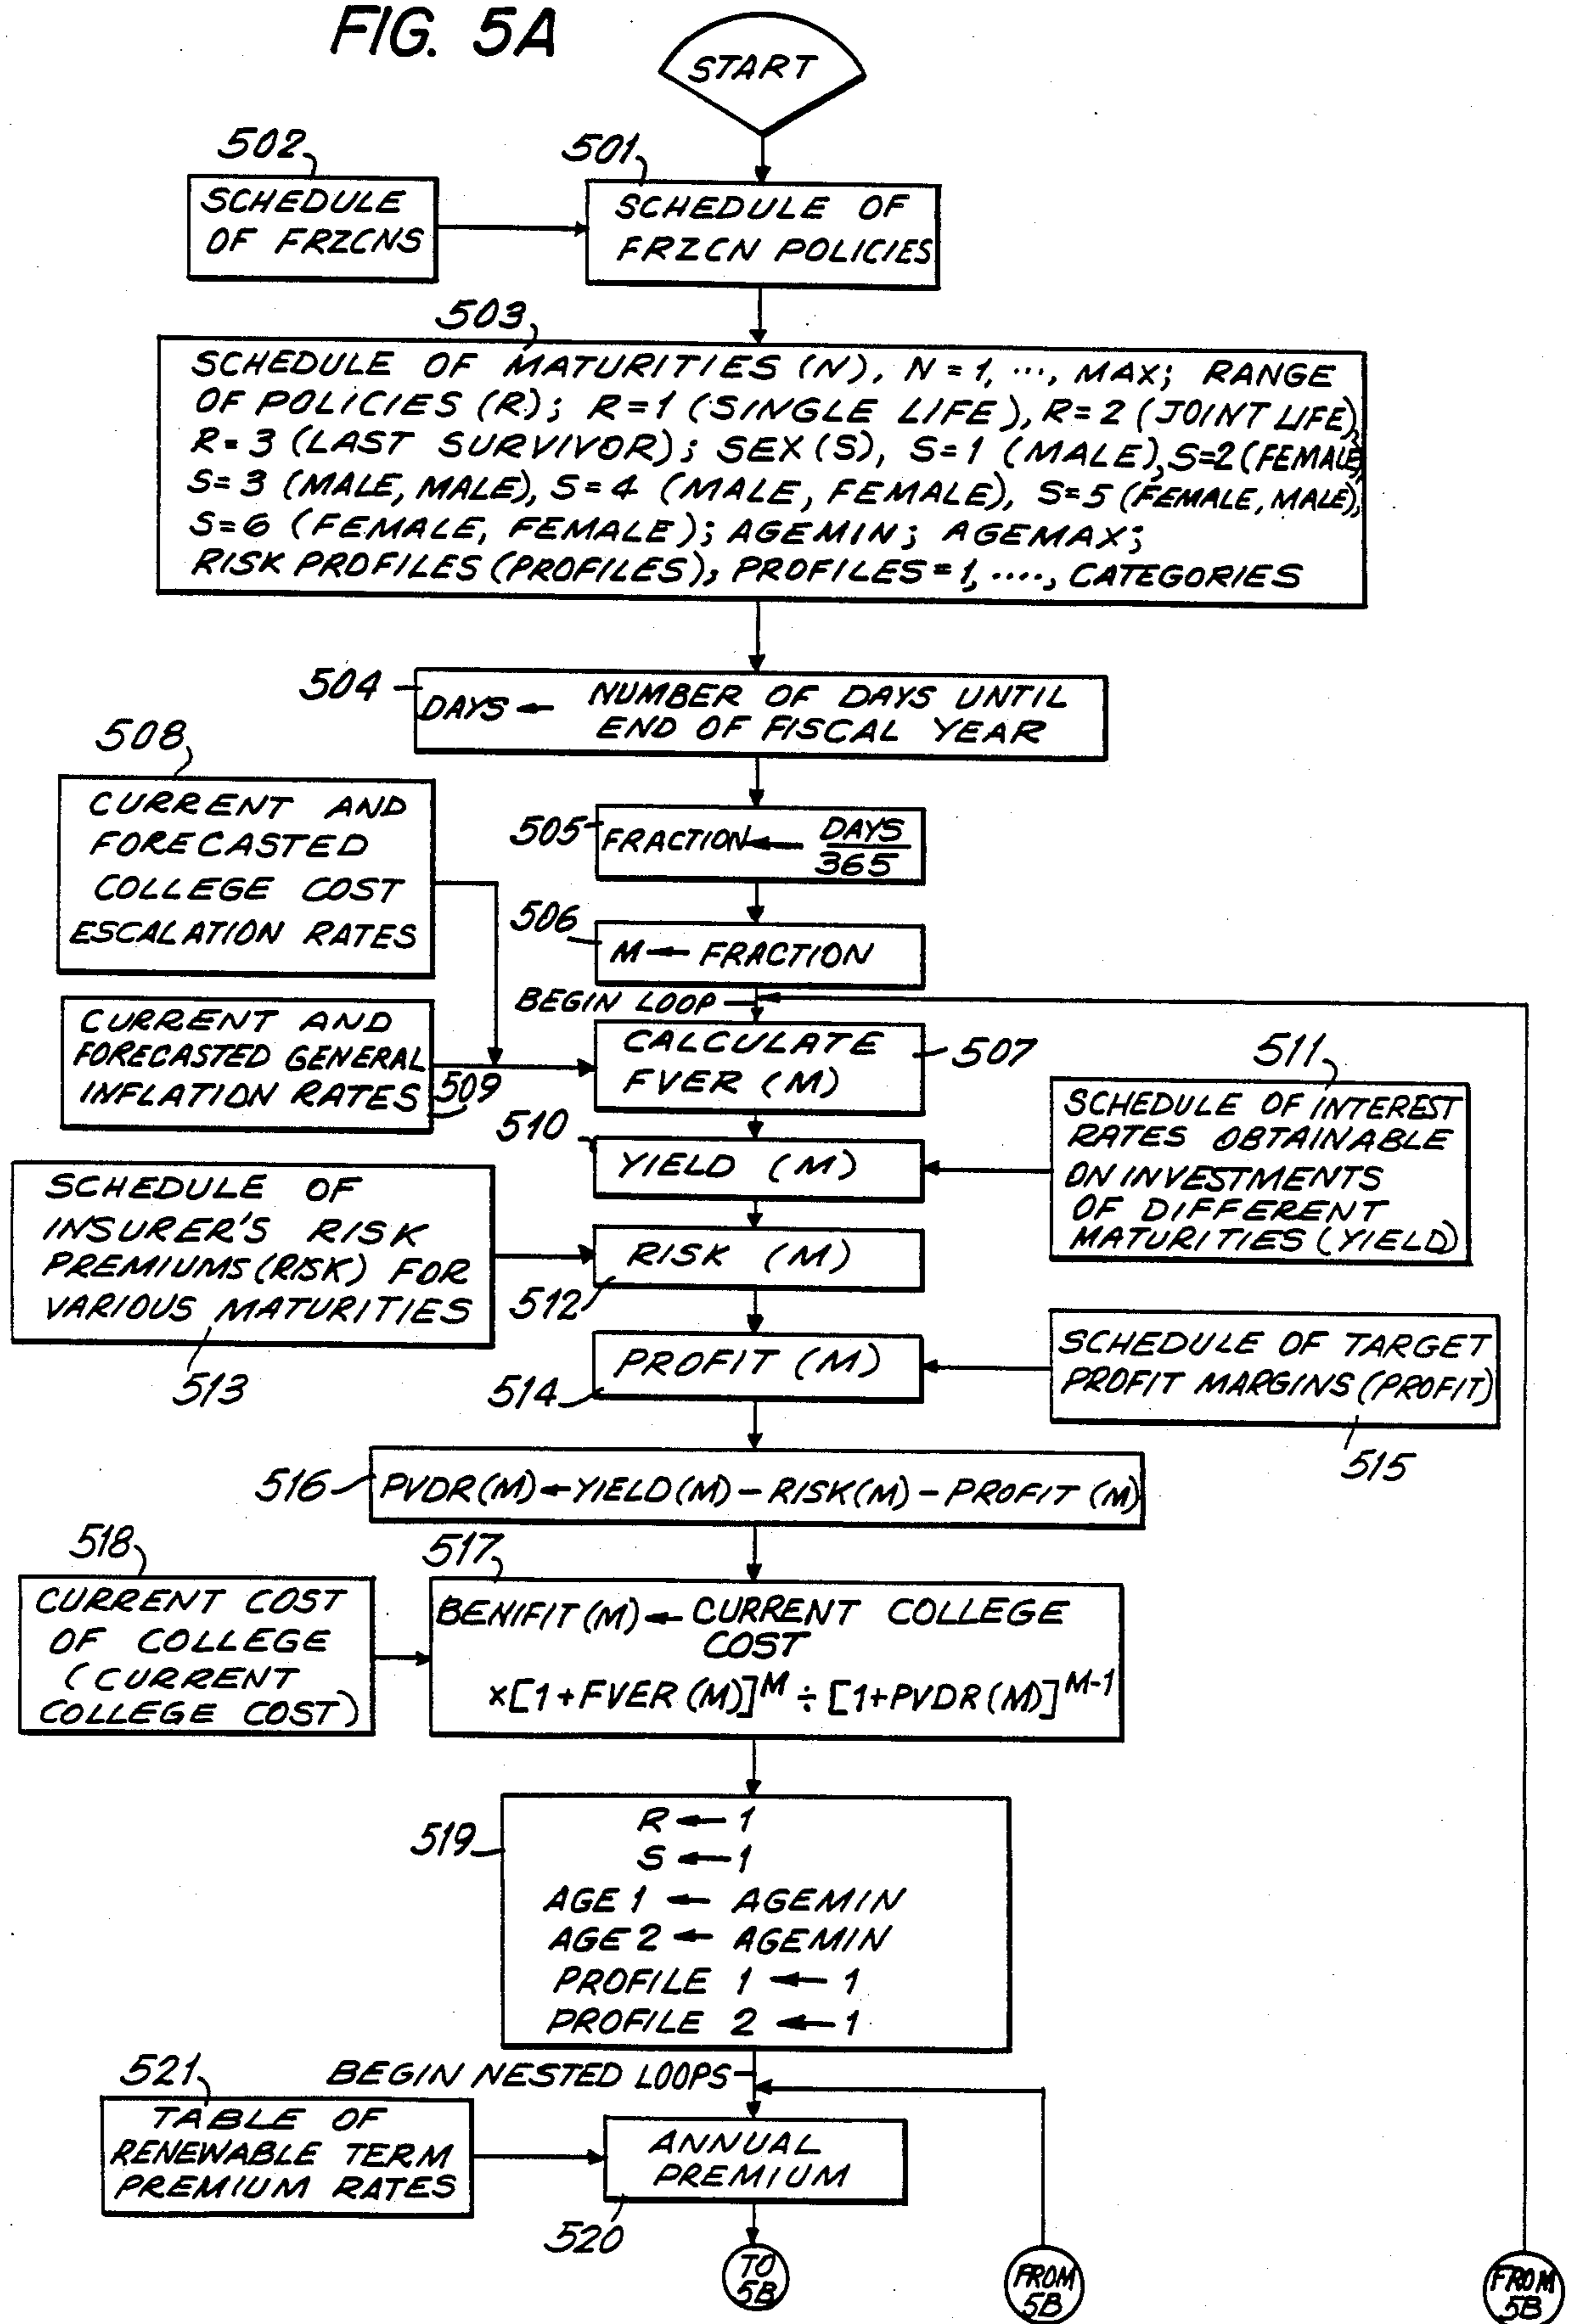 FIG. 5A
START
502
501
SCHEDULE
OF FRZCNS
SCHEDULE OF
FRZCN POLICIES
503
SCHEDULE OF MATURITIES (N), N = 1, ..., MAX; RANGE
OF POLICIES (R); R=1 (SINGLE LIFE), R=2 (JOINT LIFE),
R=3 (LAST SURVIVOR); SEX (S), S=1 (MALE), S=2 (FEMALE)
S=3 (MALE, MALE), S=4 (MALE, FEMALE), S=5 (FEMALE, MALE),
S=6 (FEMALE, FEMALE); AGEMIN; AGEMAX;
RISK PROFILES (PROFILES), PROFILES=1, ...., CATEGORIES
504
DAYS ← NUMBER OF DAYS UNTIL
END OF FISCAL YEAR
508
CURRENT AND
FORECASTED
COLLEGE COST
ESCALATION RATES
505
FRACTION ← DAYS
365
506
M ← FRACTION
BEGIN LOOP
CURRENT AND
FORECASTED GENERAL
INFLATION RATES
509
CALCULATE
FVER (M)
507
511
SCHEDULE OF INTEREST
RATES OBTAINABLE
ON INVESTMENTS
OF DIFFERENT
MATURITIES (YIELD)
510
YIELD (M)
SCHEDULE OF
INSURER'S RISK
PREMIUMS (RISK) FOR
VARIOUS MATURITIES
513
RISK (M)
512
PROFIT (M)
514
SCHEDULE OF TARGET
PROFIT MARGINS (PROFIT)
515
516
PVDR(M) ← YIELD(M) – RISK(M) – PROFIT (M)
518
CURRENT COST
OF COLLEGE
(CURRENT
COLLEGE COST)
517
BENIFIT (M) ← CURRENT COLLEGE
COST
×[1+FVER (M)]^M ÷ [1+PVDR(M)]^M-1
519
R ← 1
S ← 1
AGE 1 ← AGEMIN
AGE 2 ← AGEMIN
PROFILE 1 ← 1
PROFILE 2 ← 1
BEGIN NESTED LOOPS
521
TABLE OF
RENEWABLE TERM
PREMIUM RATES
ANNUAL
PREMIUM
520
TO
5B
FROM
5B
FROM
5B